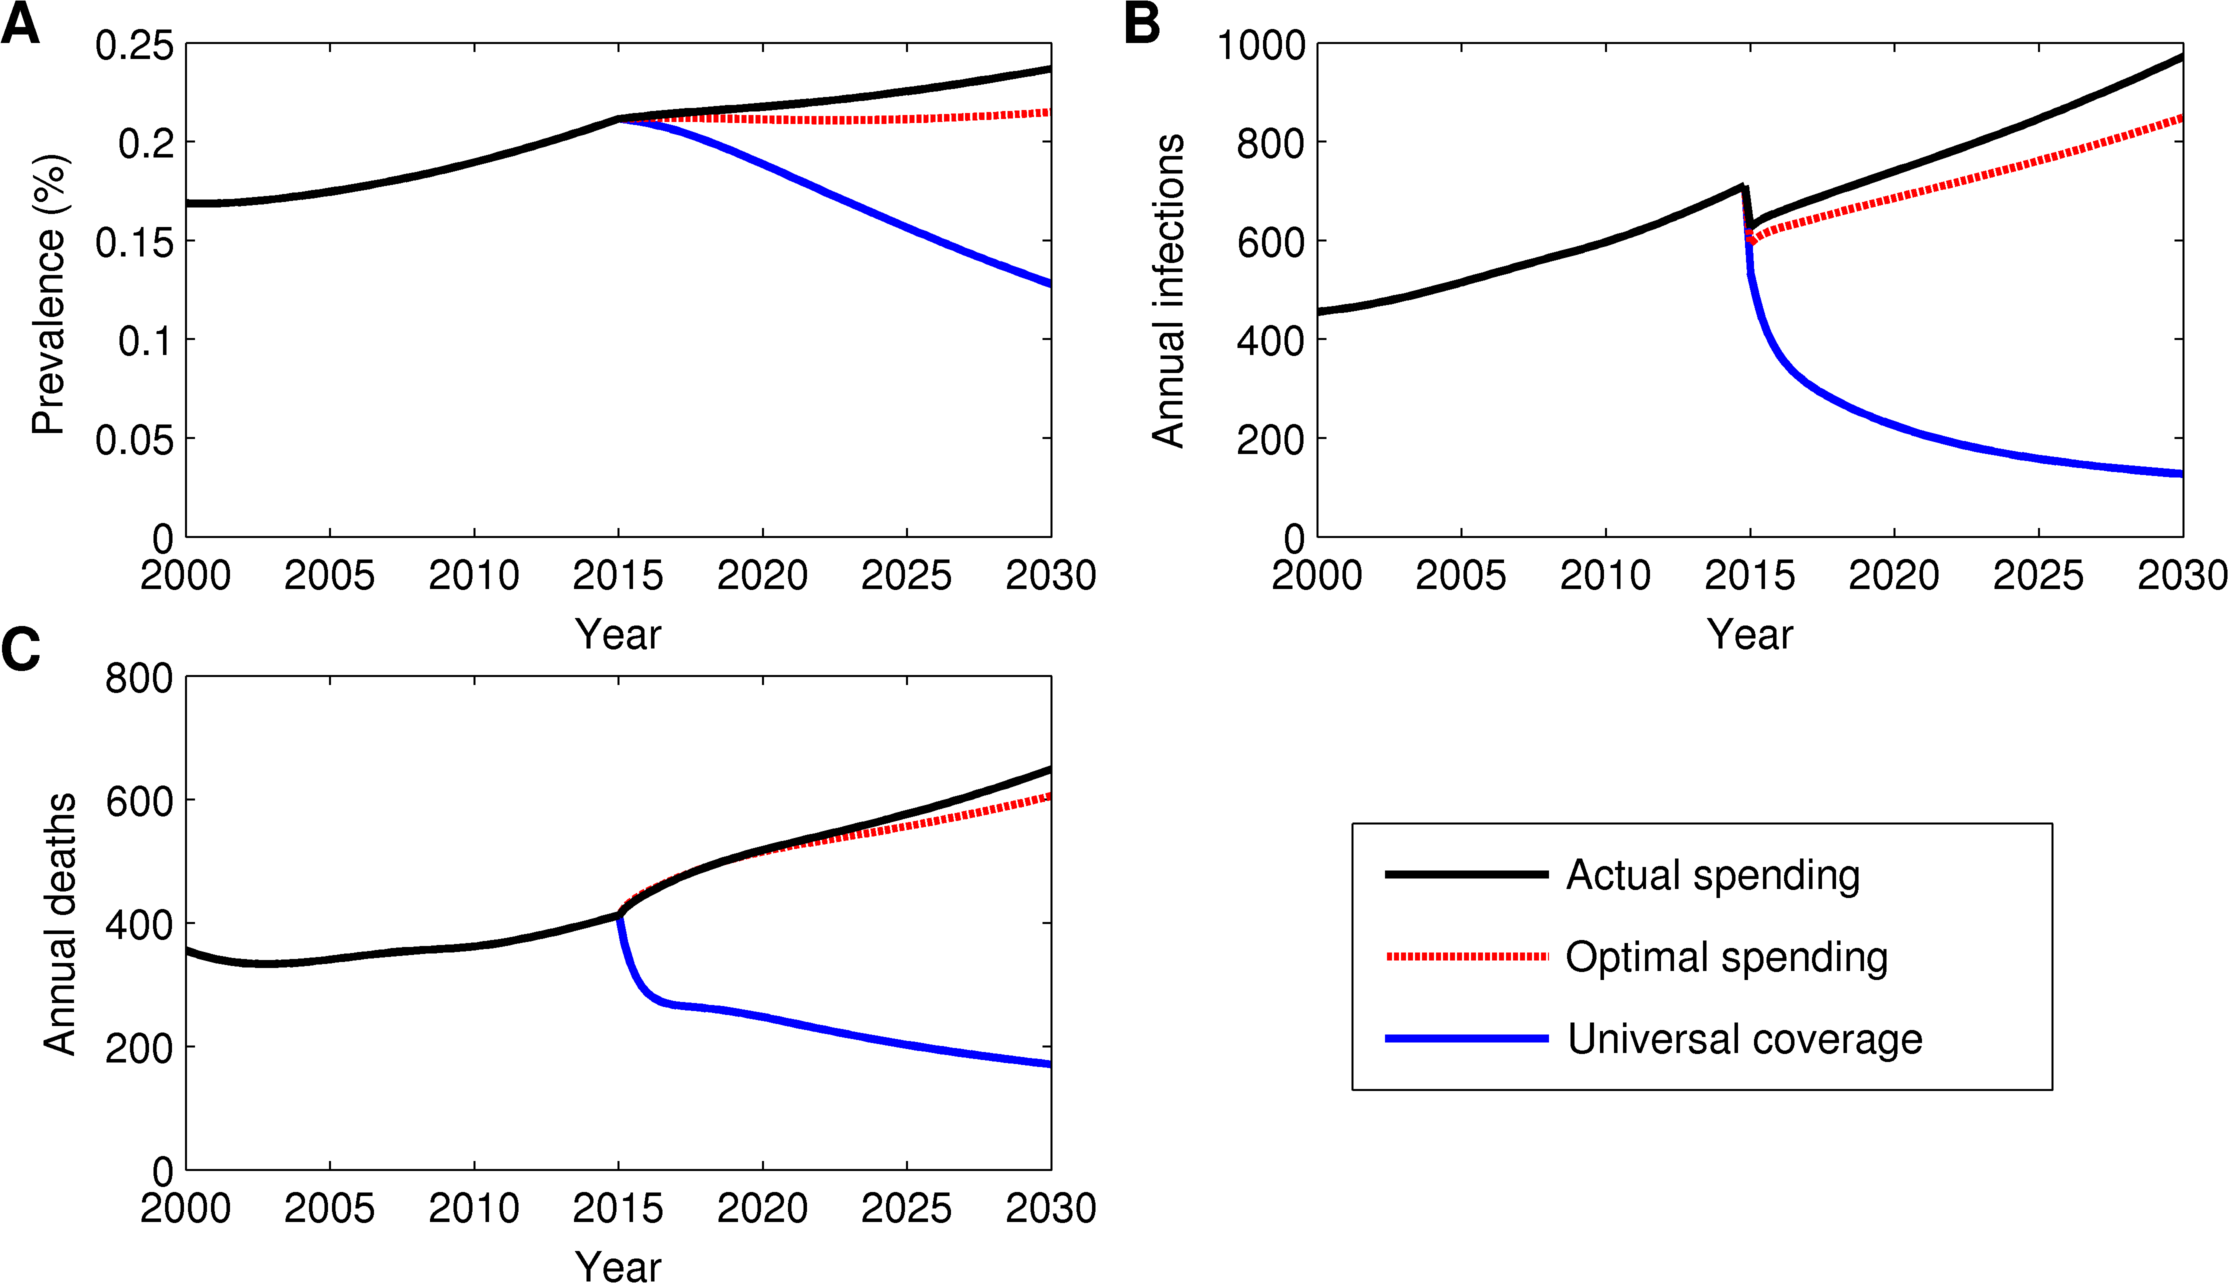 A
0.25
0.2
0.15
0.1
0.05
0
Prevalence (%)
2000 2005 2010 2015 2020 2025 2030
Year
B
1000
800
600
400
200
0
Annual infections
2000 2005 2010 2015 2020 2025 2030
Year
C
800
600
400
200
0
Annual deaths
2000 2005 2010 2015 2020 2025 2030
Year
Actual spending
Optimal spending
Universal coverage